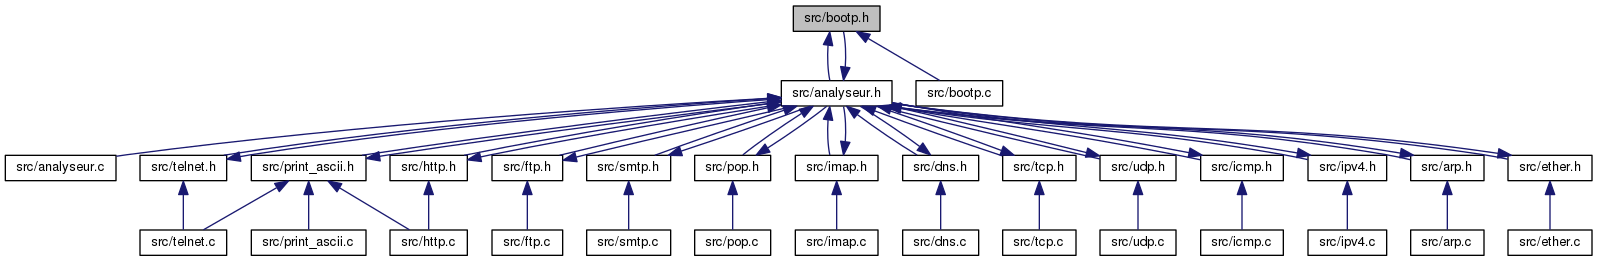 src/bootp.h
src/analyseur.h
src/bootp.c
src/analyseur.c
src/telnet.h
src/print_ascii.h
src/http.h
src/ftp.h
src/smtp.h
src/pop.h
src/imap.h
src/dns.h
src/tcp.h
src/udp.h
src/icmp.h
src/ipv4.h
src/arp.h
src/ether.h
src/telnet.c
src/print_ascii.c
src/http.c
src/ftp.c
src/smtp.c
src/pop.c
src/imap.c
src/dns.c
src/tcp.c
src/udp.c
src/icmp.c
src/ipv4.c
src/arp.c
src/ether.c